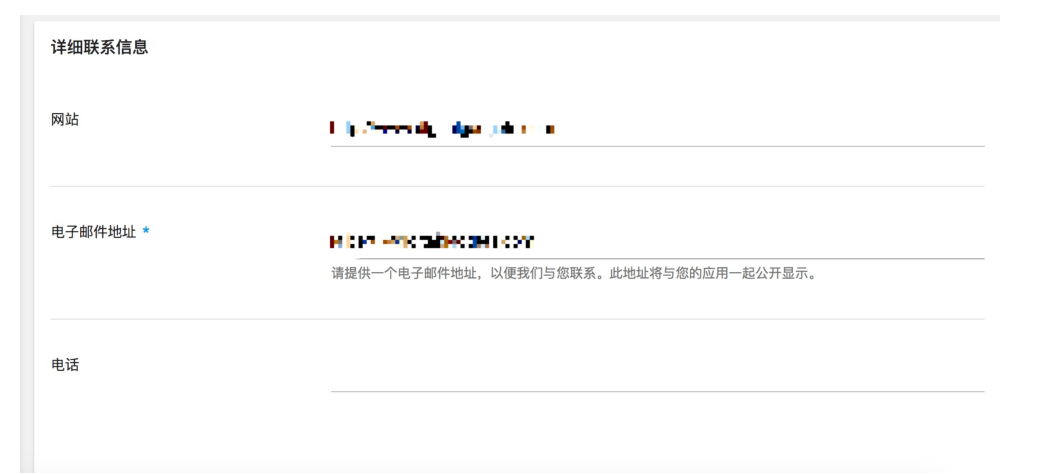 详细联系信息
网站
电子邮件地址 *
请提供一个电子邮件地址，以便我们与您联系。此地址将与您的应用一起公开显示。
电话